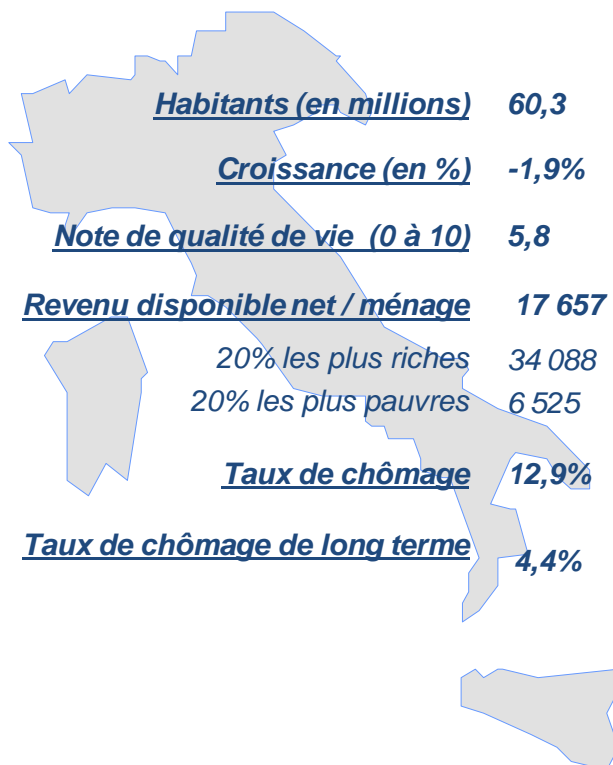 Habitants (en millions) 60,3
Croissance (en %) -1,9%
Note de qualité de vie (0 à 10) 5,8
Revenu disponible net / ménage 17 657
20% les plus riches 34 088
20% les plus pauvres 6 525
Taux de chômage 12,9%
Taux de chômage de long terme 4,4%